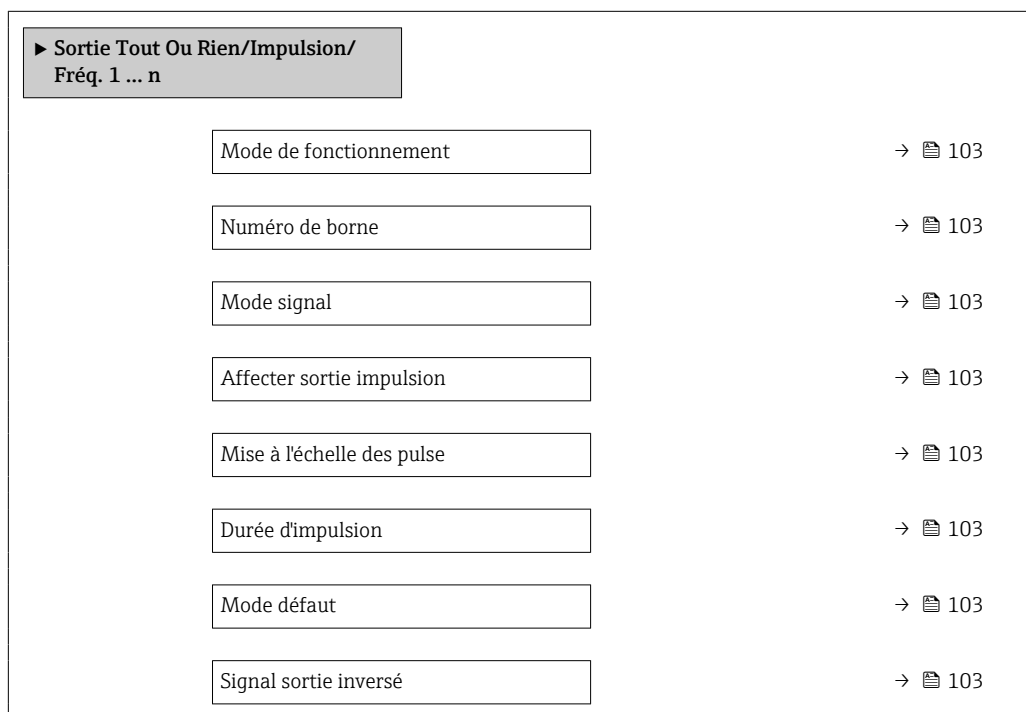 ▶ Sortie Tout Ou Rien/Impulsion/
Fréq. 1 ... n
Mode de fonctionnement → 103
Numéro de borne → 103
Mode signal → 103
Affecter sortie impulsion → 103
Mise à l'échelle des pulse → 103
Durée d'impulsion → 103
Mode défaut → 103
Signal sortie inversé → 103